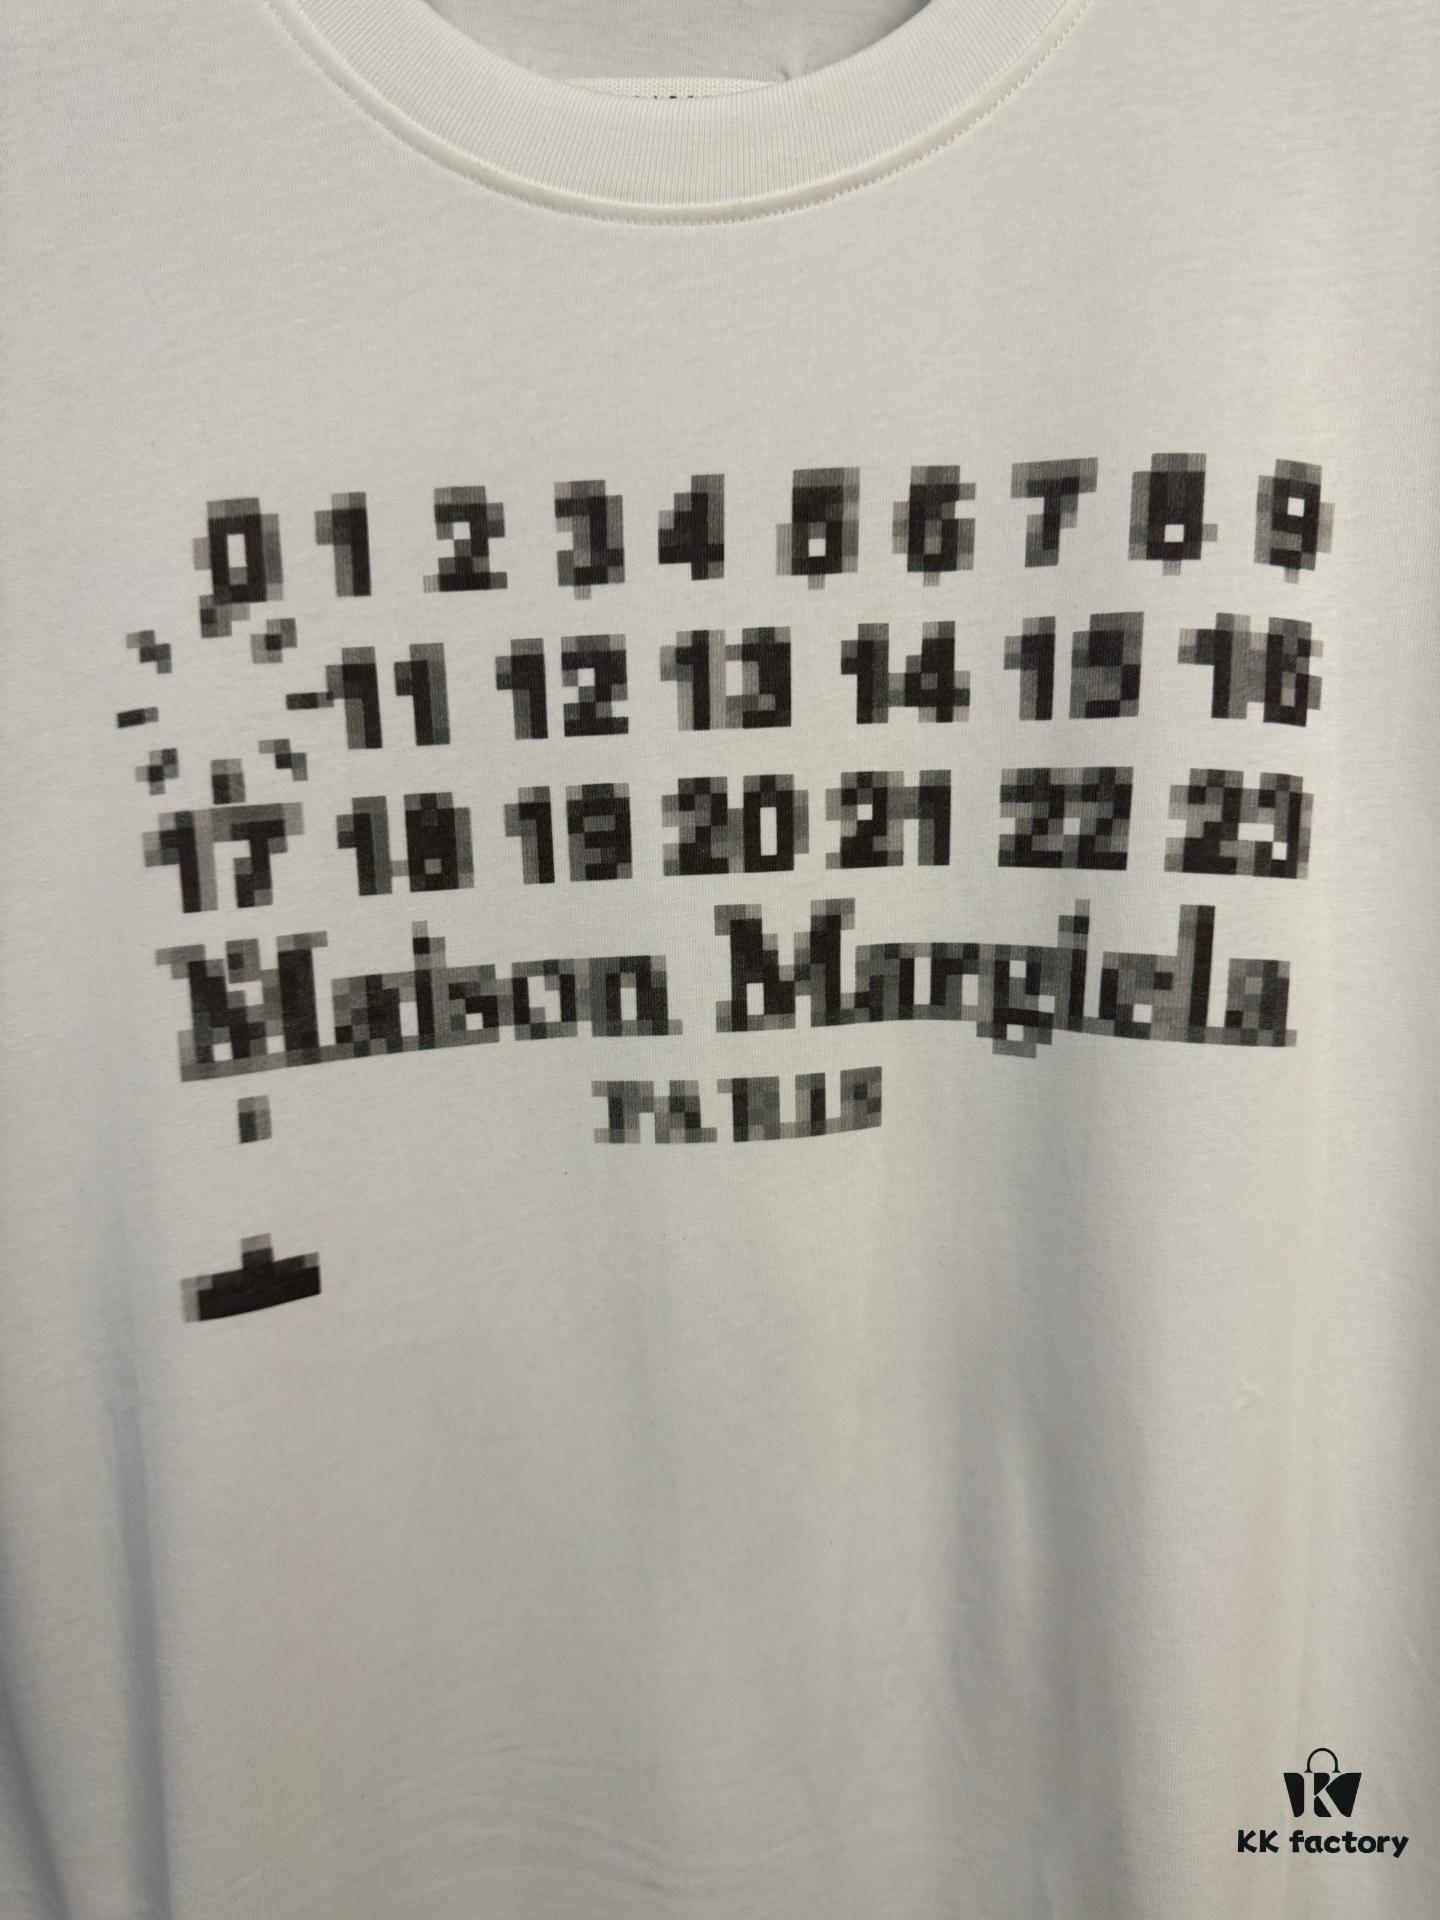 0 1 2 3 4 5 6 7 8 9
11 12 13 14 15 16
17 18 19 20 21 22 23
Maison Margiela
PARIS
KK factory